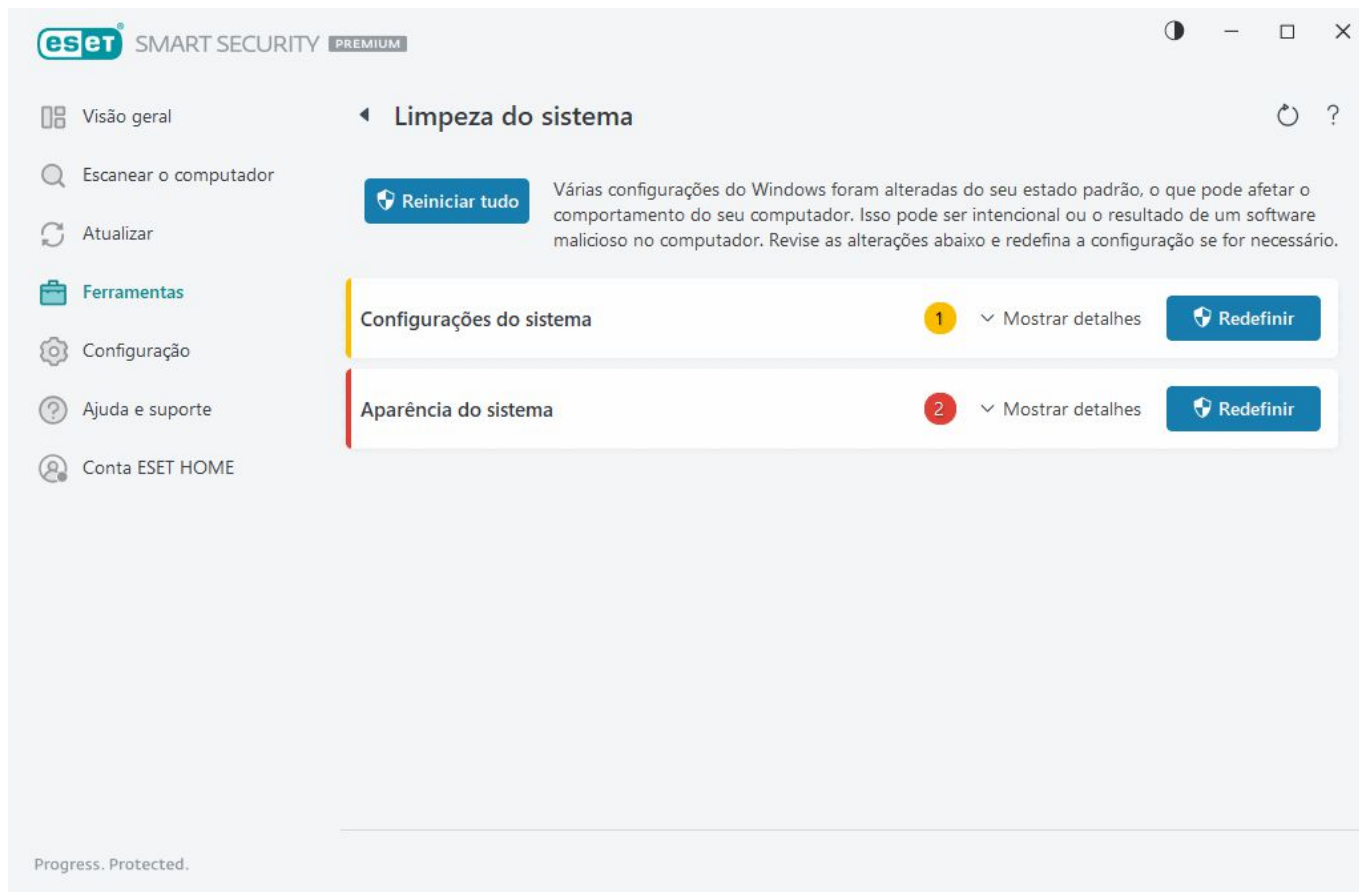 eset® SMART SECURITY PREMIUM
Visão geral
Escanear o computador
Atualizar
Ferramentas
Configuração
Ajuda e suporte
Conta ESET HOME
Limpeza do sistema
?
Reiniciar tudo
Várias configurações do Windows foram alteradas do seu estado padrão, o que pode afetar o
comportamento do seu computador. Isso pode ser intencional ou o resultado de um software
malicioso no computador. Revise as alterações abaixo e redefina a configuração se for necessário.
Configurações do sistema 1 Mostrar detalhes Redefinir
Aparência do sistema 2 Mostrar detalhes Redefinir
Progress. Protected.